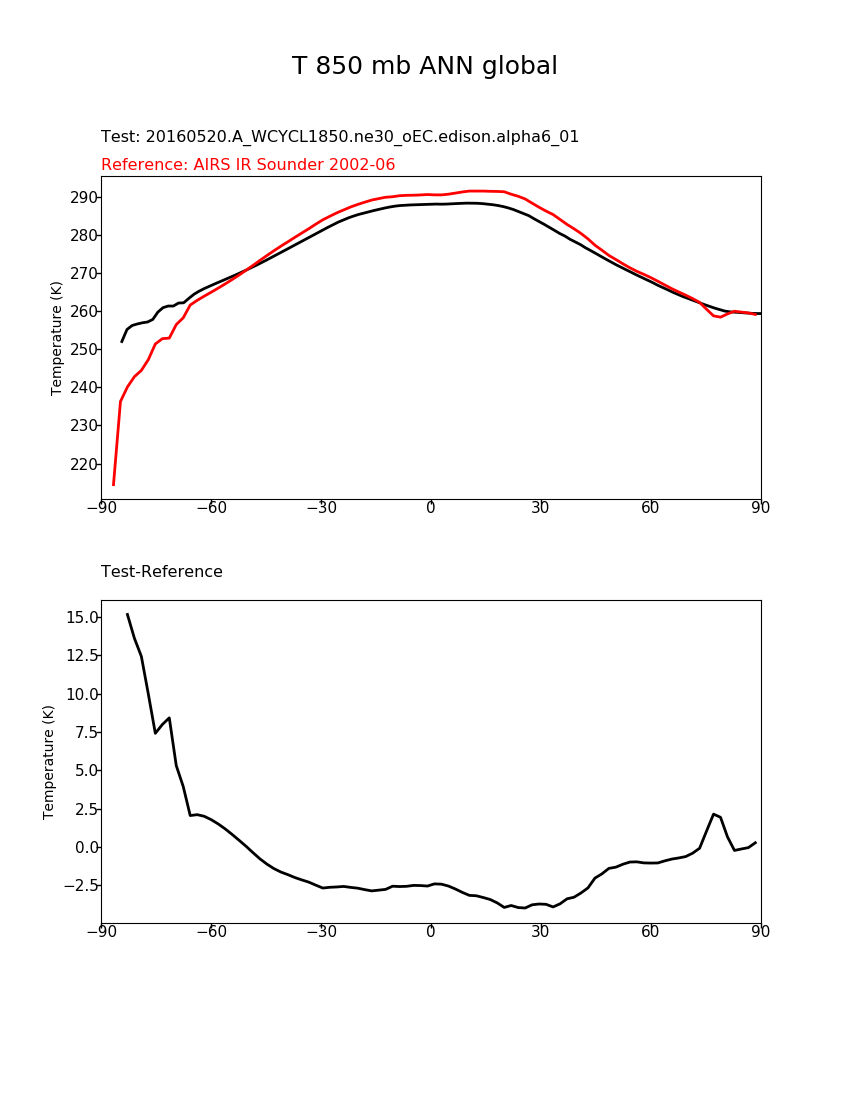 T 850 mb ANN global
Test: 20160520.A_WCYCL1850.ne30_oEC.edison.alpha6_01
Reference: AIRS IR Sounder 2002-06
290
280
270
260
250
240
230
220
Temperature (K)
−90 −60 −30 0 30 60 90
Test-Reference
15.0
12.5
10.0
7.5
5.0
2.5
0.0
−2.5
Temperature (K)
−90 −60 −30 0 30 60 90